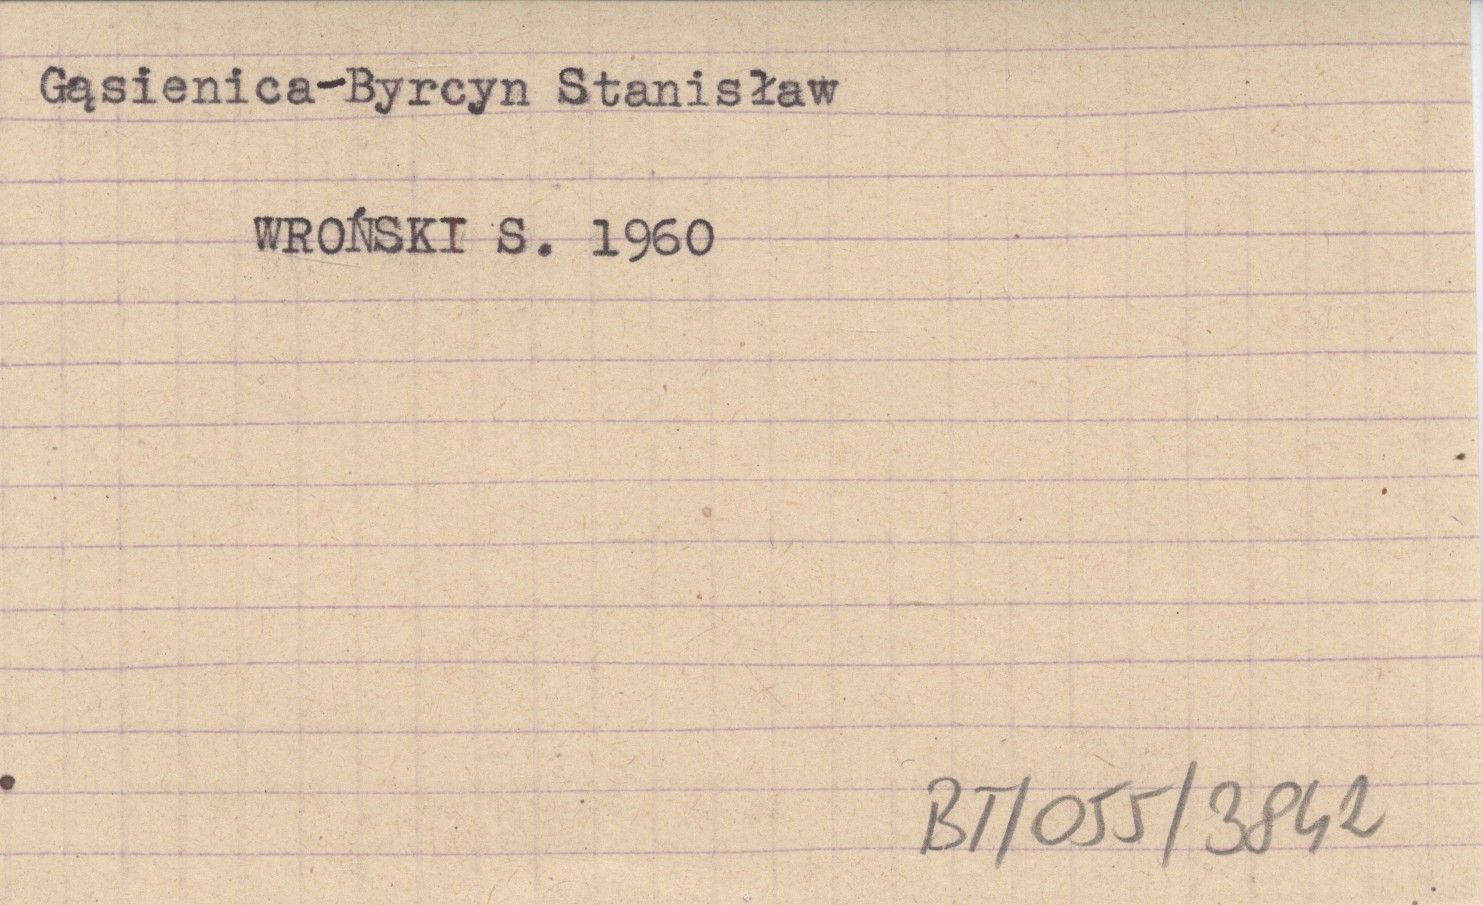 Gąsienica-Byrcyn Stanisław
WROŃSKI S. 1960
BT/055/3842